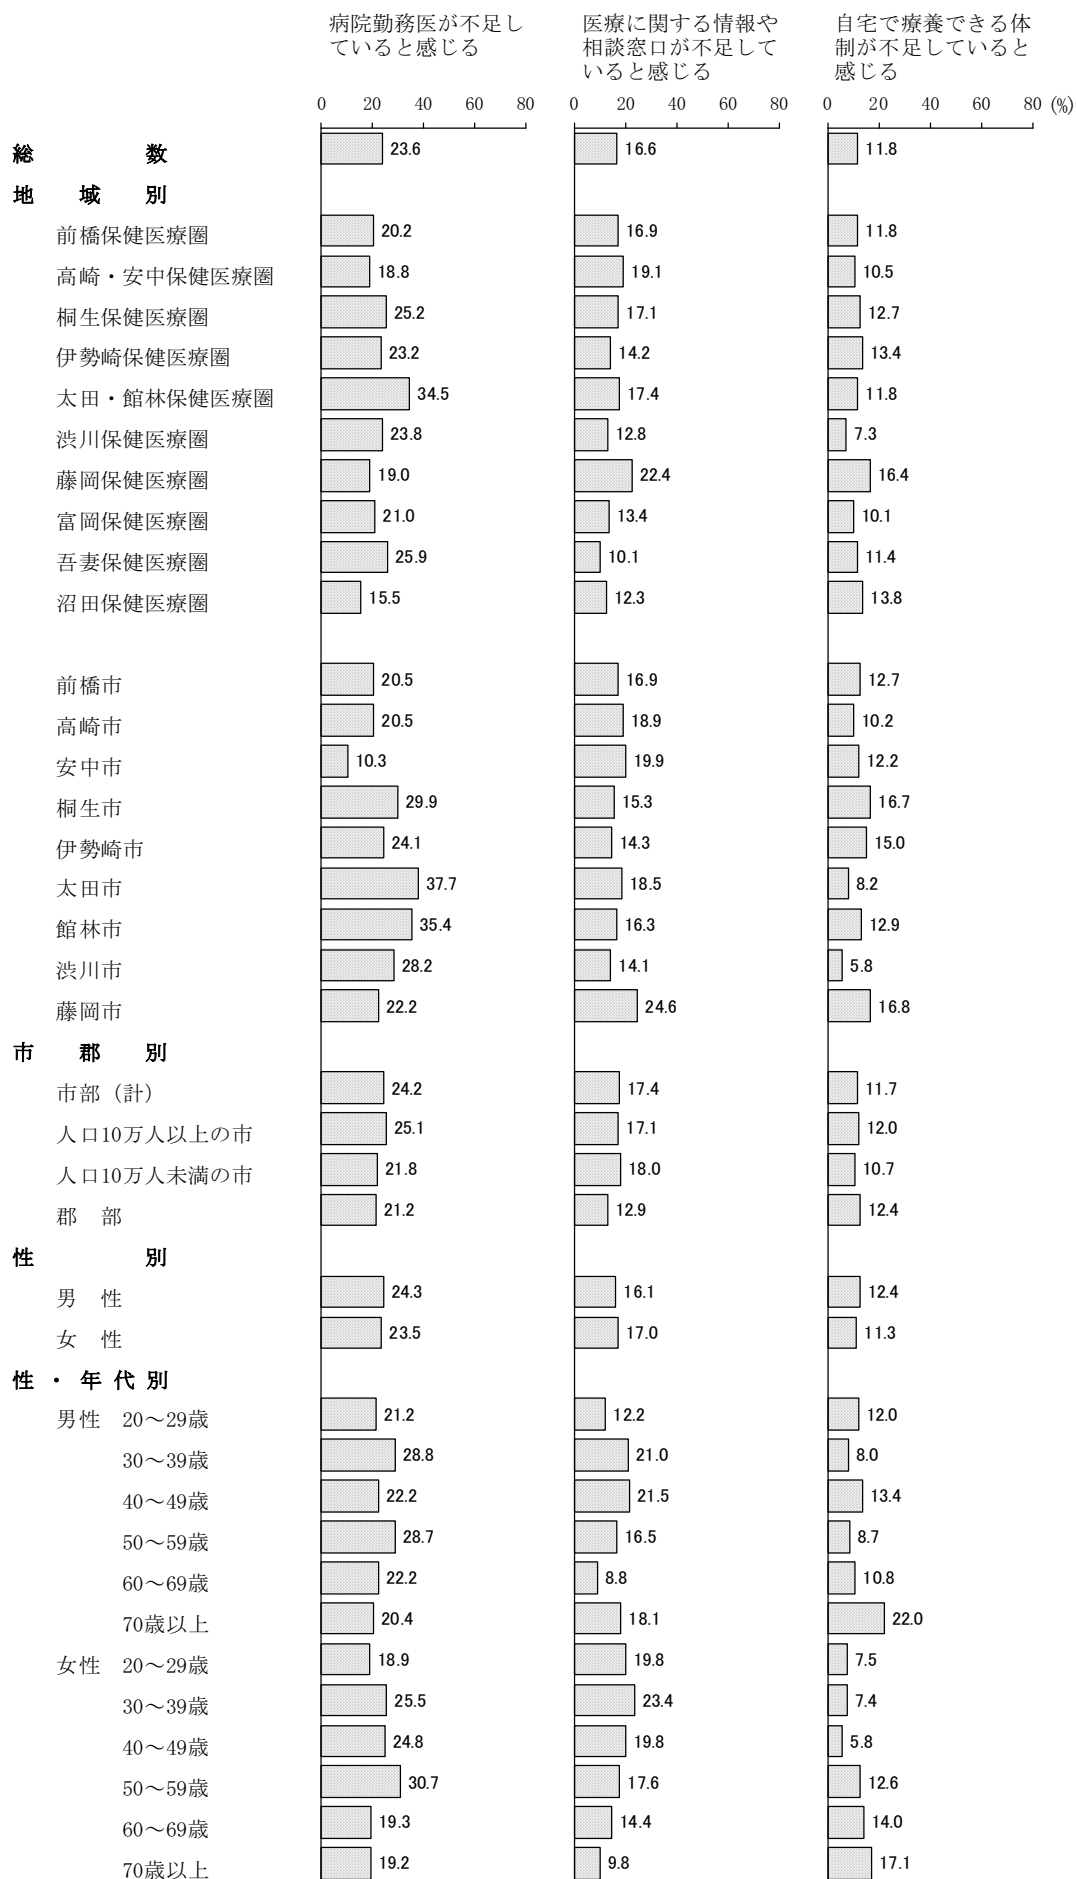 病院勤務医が不足し
ていると感じる
医療に関する情報や
相談窓口が不足して
いると感じる
自宅で療養できる体
制が不足していると
感じる
0 20 40 60 80 0 20 40 60 80 0 20 40 60 80 (%)
総数 23.6 16.6 11.8
地域別
前橋保健医療圏 20.2 16.9 11.8
高崎・安中保健医療圏 18.8 19.1 10.5
桐生保健医療圏 25.2 17.1 12.7
伊勢崎保健医療圏 23.2 14.2 13.4
太田・館林保健医療圏 34.5 17.4 11.8
渋川保健医療圏 23.8 12.8 7.3
藤岡保健医療圏 19.0 22.4 16.4
富岡保健医療圏 21.0 13.4 10.1
吾妻保健医療圏 25.9 10.1 11.4
沼田保健医療圏 15.5 12.3 13.8
前橋市 20.5 16.9 12.7
高崎市 20.5 18.9 10.2
安中市 10.3 19.9 12.2
桐生市 29.9 15.3 16.7
伊勢崎市 24.1 14.3 15.0
太田市 37.7 18.5 8.2
館林市 35.4 16.3 12.9
渋川市 28.2 14.1 5.8
藤岡市 22.2 24.6 16.8
市郡別
市部（計） 24.2 17.4 11.7
人口10万人以上の市 25.1 17.1 12.0
人口10万人未満の市 21.8 18.0 10.7
郡部 21.2 12.9 12.4
性別
男性 24.3 16.1 12.4
女性 23.5 17.0 11.3
性・年代別
男性 20～29歳 21.2 12.2 12.0
30～39歳 28.8 21.0 8.0
40～49歳 22.2 21.5 13.4
50～59歳 28.7 16.5 8.7
60～69歳 22.2 8.8 10.8
70歳以上 20.4 18.1 22.0
女性 20～29歳 18.9 19.8 7.5
30～39歳 25.5 23.4 7.4
40～49歳 24.8 19.8 5.8
50～59歳 30.7 17.6 12.6
60～69歳 19.3 14.4 14.0
70歳以上 19.2 9.8 17.1